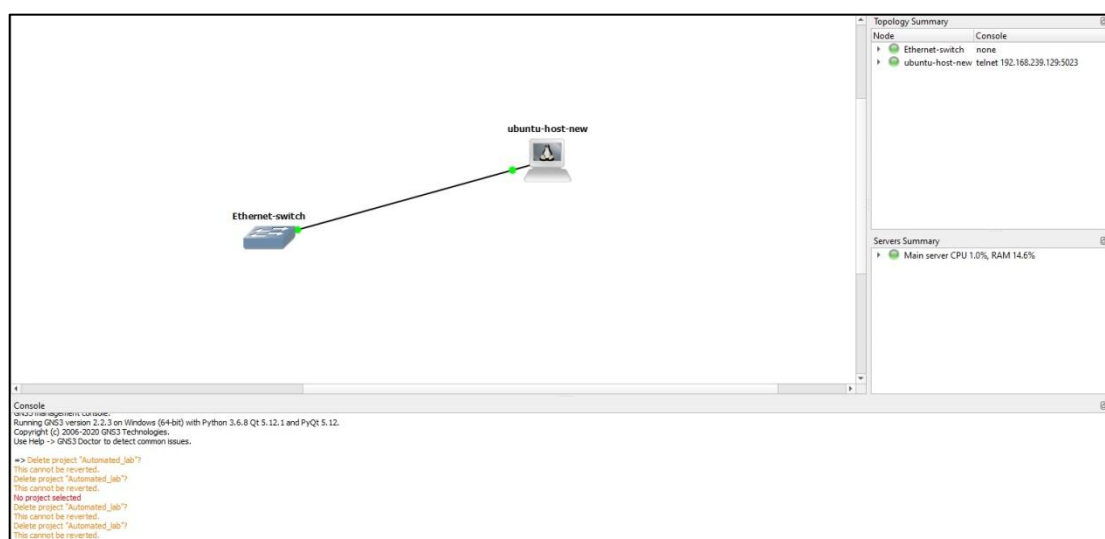 Topology Summary
Node Console
Ethernet-switch none
ubuntu-host-new telnet 192.168.239.129:5023
ubuntu-host-new
Ethernet-switch
Servers Summary
Main server CPU 1.0%, RAM 14.6%
Console
GNS3 management console.
Running GNS3 version 2.2.3 on Windows (64-bit) with Python 3.6.8 Qt 5.12.1 and PyQt 5.12.
Copyright (c) 2006-2020 GNS3 Technologies.
Use Help -> GNS3 Doctor to detect common issues.
=> Delete project "Automated_lab"?
This cannot be reverted.
Delete project "Automated_lab"?
This cannot be reverted.
No project selected
Delete project "Automated_lab"?
This cannot be reverted.
Delete project "Automated_lab"?
This cannot be reverted.